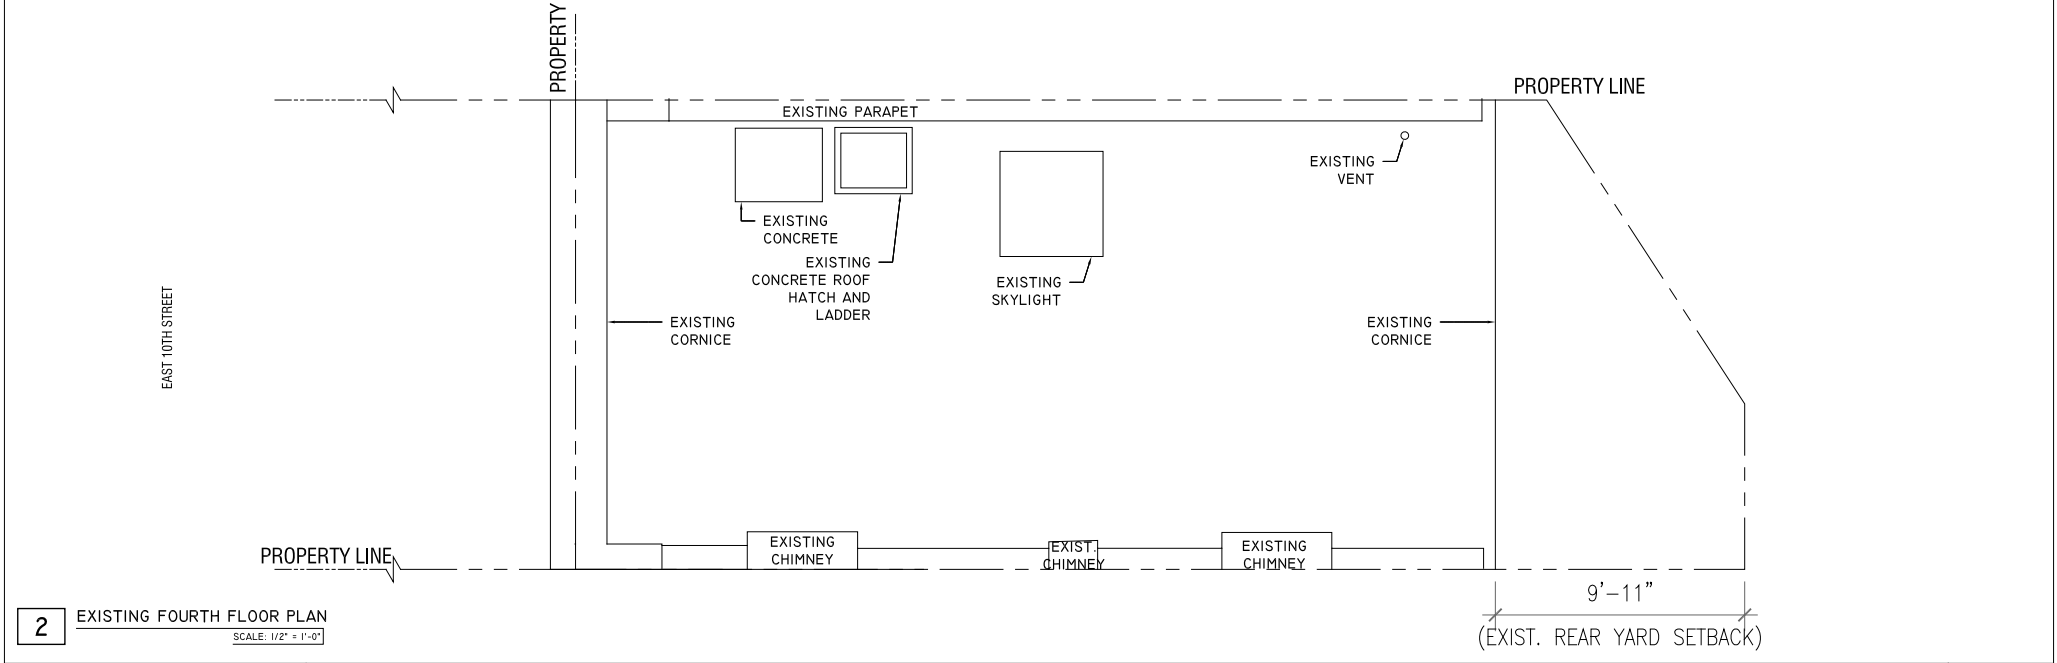 PROPERTY
PROPERTY LINE
EXISTING PARAPET
EXISTING
VENT
EXISTING
CONCRETE
EXISTING
CONCRETE ROOF
HATCH AND
LADDER
EXISTING
SKYLIGHT
EAST 10TH STREET
EXISTING
CORNICE
EXISTING
CORNICE
PROPERTY LINE
EXISTING
CHIMNEY
EXIST.
CHIMNEY
EXISTING
CHIMNEY
9'-11"
(EXIST. REAR YARD SETBACK)
2
EXISTING FOURTH FLOOR PLAN
SCALE: 1/2" = 1'-0"